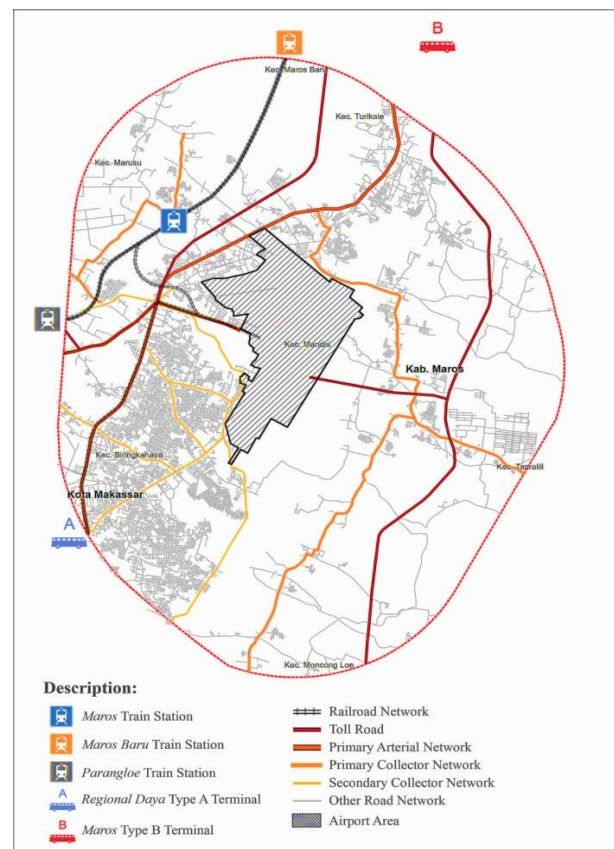 B
Kec. Maros Baru
Kec. Turikale
Kec. Marusu
Kec. Mandai
Kab. Maros
Kec. Biringkanaya
Kec. Tanralili
Kota Makassar
A
Kec. Moncong Loe
Description:
Maros Train Station
Maros Baru Train Station
Parangloe Train Station
A
Regional Daya Type A Terminal
B
Maros Type B Terminal
Railroad Network
Toll Road
Primary Arterial Network
Primary Collector Network
Secondary Collector Network
Other Road Network
Airport Area